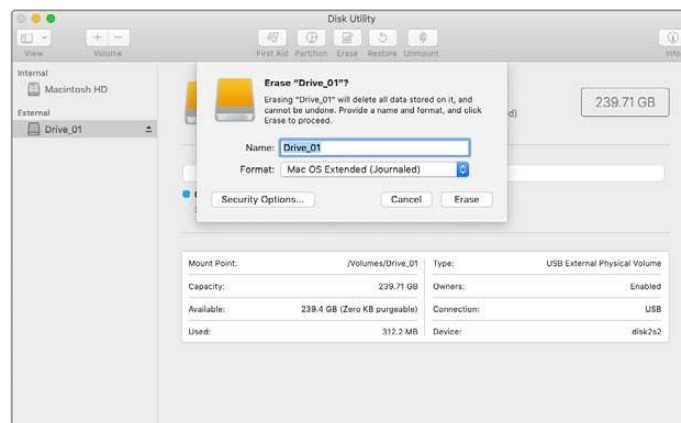 Disk Utility
View
Volume
First Aid Partition Erase Restore Unmount
Info
Internal
Macintosh HD
External
Drive_01
Erase "Drive_01"?
Erasing "Drive_01" will delete all data stored on it, and
cannot be undone. Provide a name and format, and click
Erase to proceed.
Name: Drive_01
Format: Mac OS Extended (Journaled)
Security Options...
Cancel
Erase
d)
239.71 GB
Mount Point: /Volumes/Drive_01
Type: USB External Physical Volume
Capacity: 239.71 GB
Owners: Enabled
Available: 239.4 GB (Zero KB purgeable)
Connection: USB
Used: 312.2 MB
Device: disk2s2